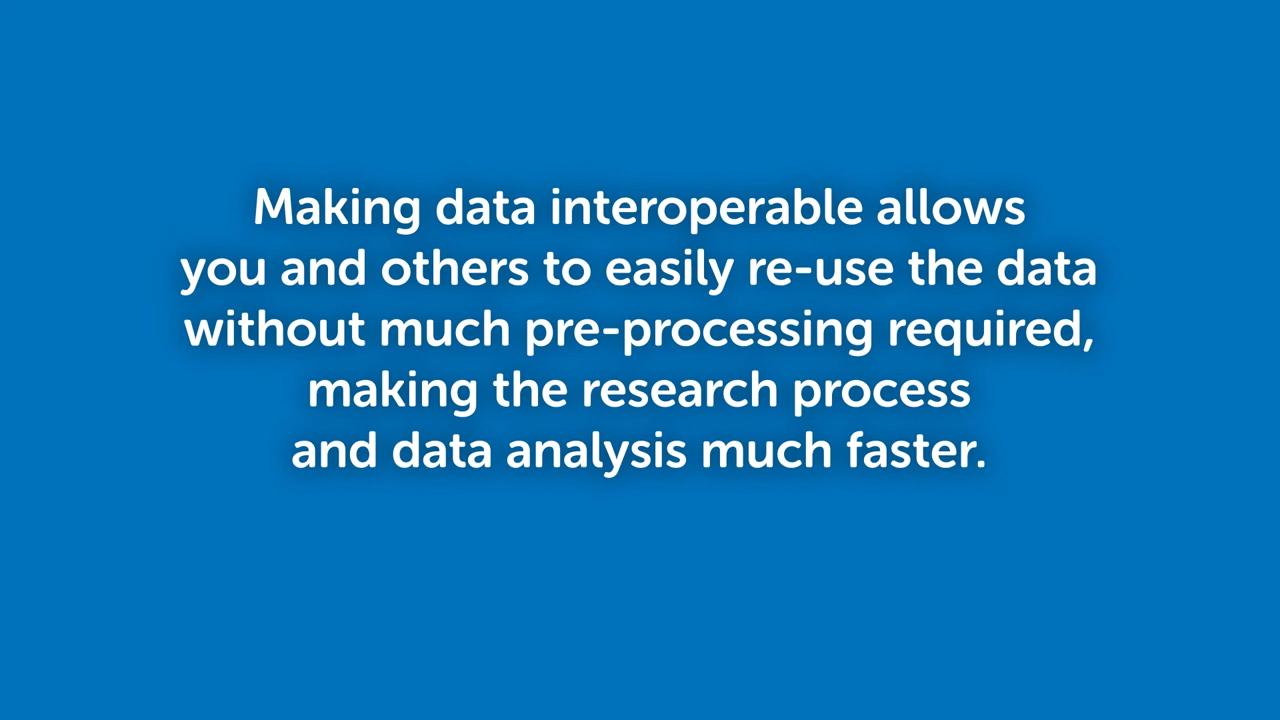 Making data interoperable allows
you and others to easily re-use the data
without much pre-processing required,
making the research process
and data analysis much faster.